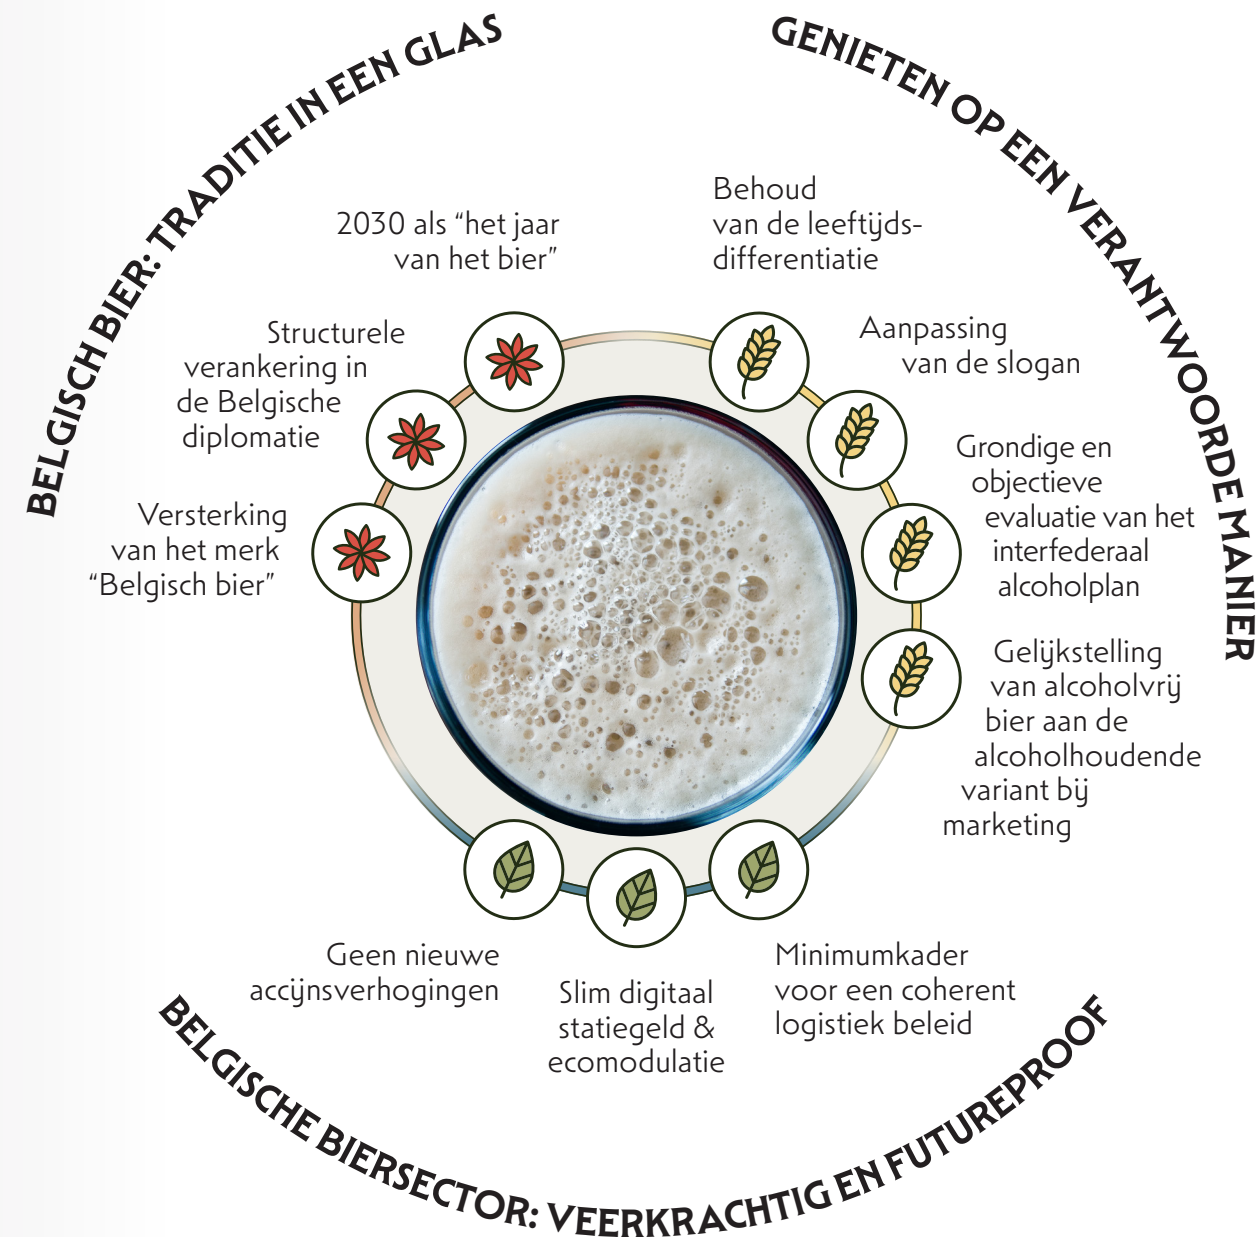 BELGISCH BIER: TRADITIE IN EEN GLAS
2030 als “het jaar
van het bier”
Structurele
verankering in
de Belgische
diplomatie
Versterking
van het merk
“Belgisch bier”
GENIETEN OP EEN VERANTWOORDE MANIER
Behoud
van de leeftijds-
differentiatie
Aanpassing
van de slogan
Grondige en
objectieve
evaluatie van het
interfederaal
alcoholplan
Gelijkstelling
van alcoholvrij
bier aan de
alcoholhoudende
variant bij
marketing
Geen nieuwe
accijnsverhogingen
Slim digitaal
statiegeld &
ecomodulatie
Minimumkader
voor een coherent
logistiek beleid
BELGISCHE BIERSECTOR: VEERKRACHTIG EN FUTUREPROOF